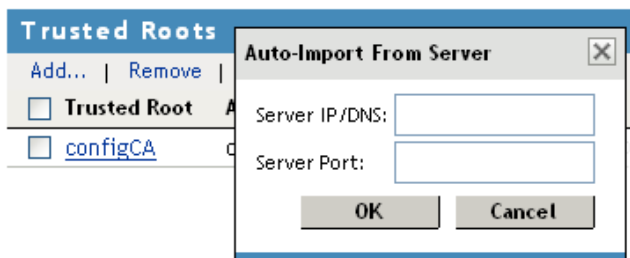 Trusted Roots
Add... | Remove |
Trusted Root
configCA
Auto-Import From Server
Server IP/DNS:
Server Port:
OK Cancel